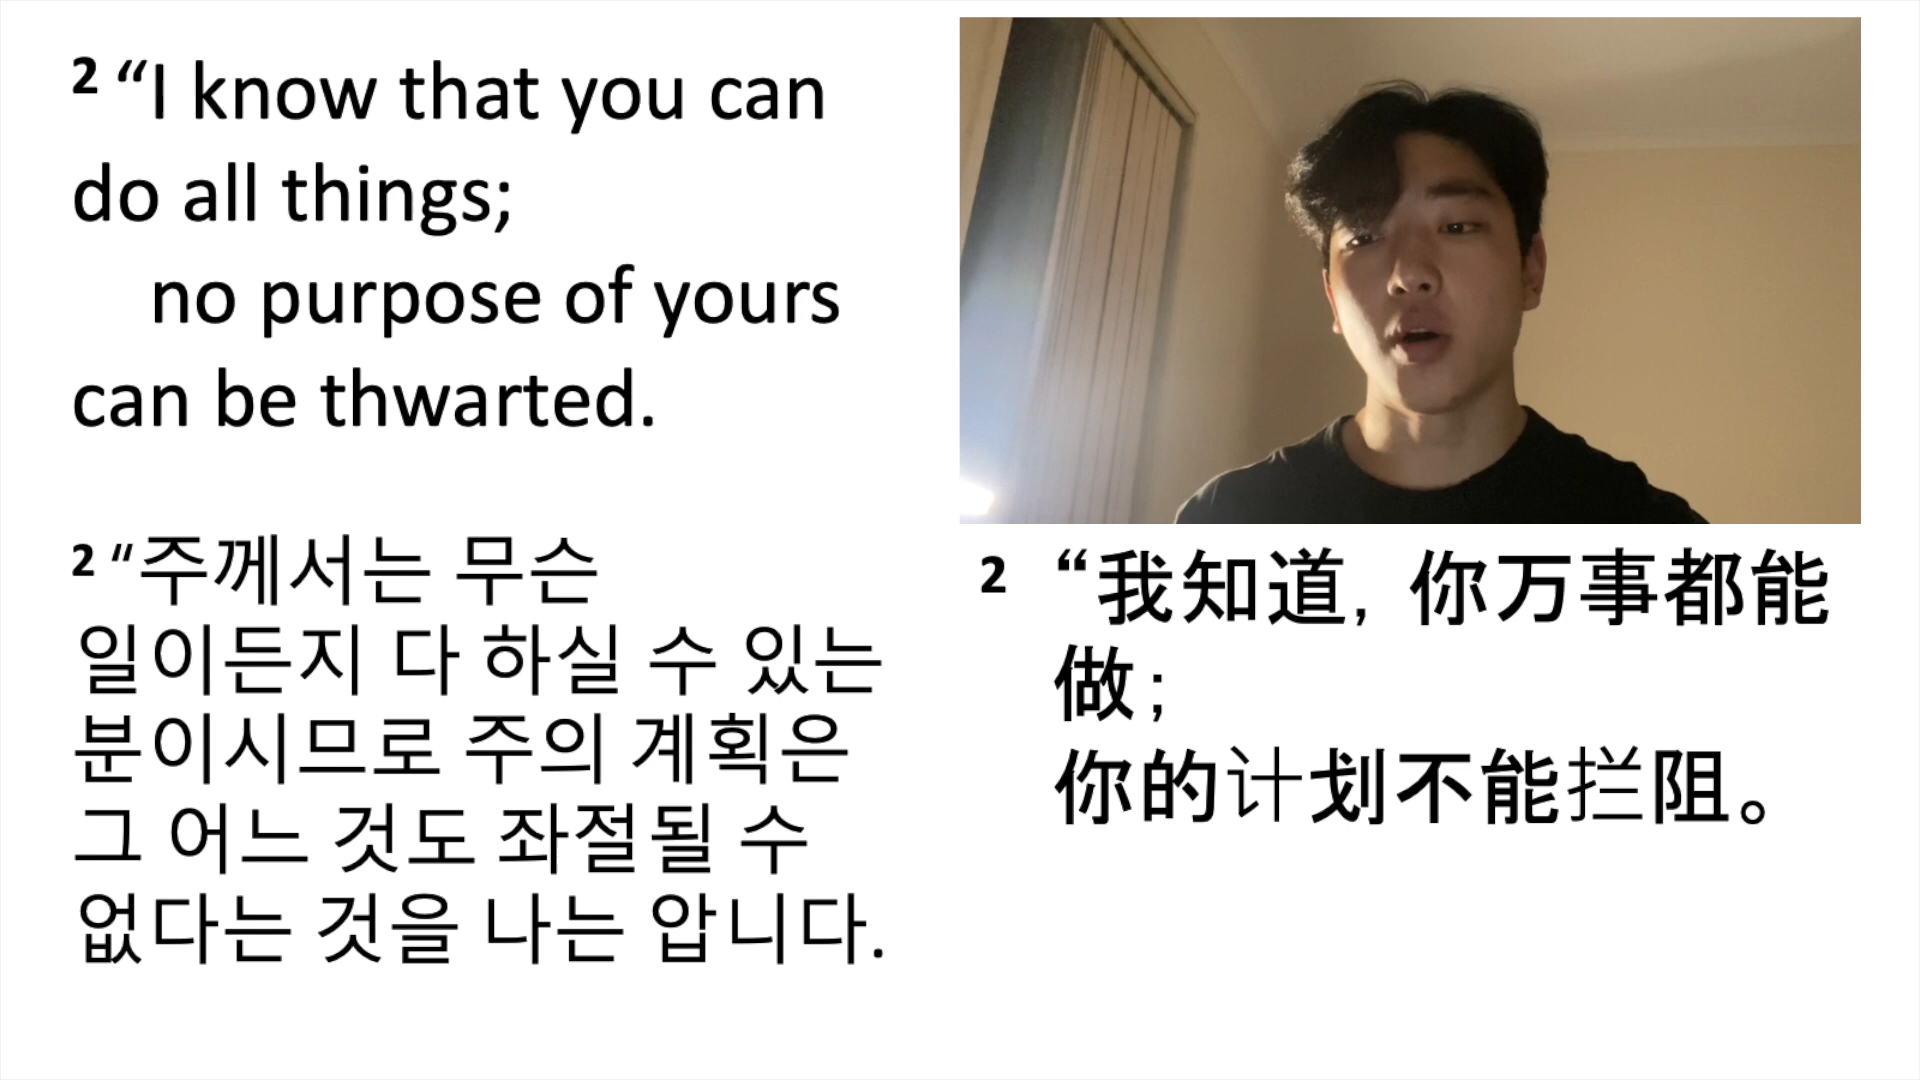 2 “I know that you can
do all things;
no purpose of yours
can be thwarted.
2 “주께서는 무슨
일이든지 다 하실 수 있는
분이시므로 주의 계획은
그 어느 것도 좌절될 수
없다는 것을 나는 압니다.
2 “我知道, 你万事都能
做;
你的计划不能拦阻。